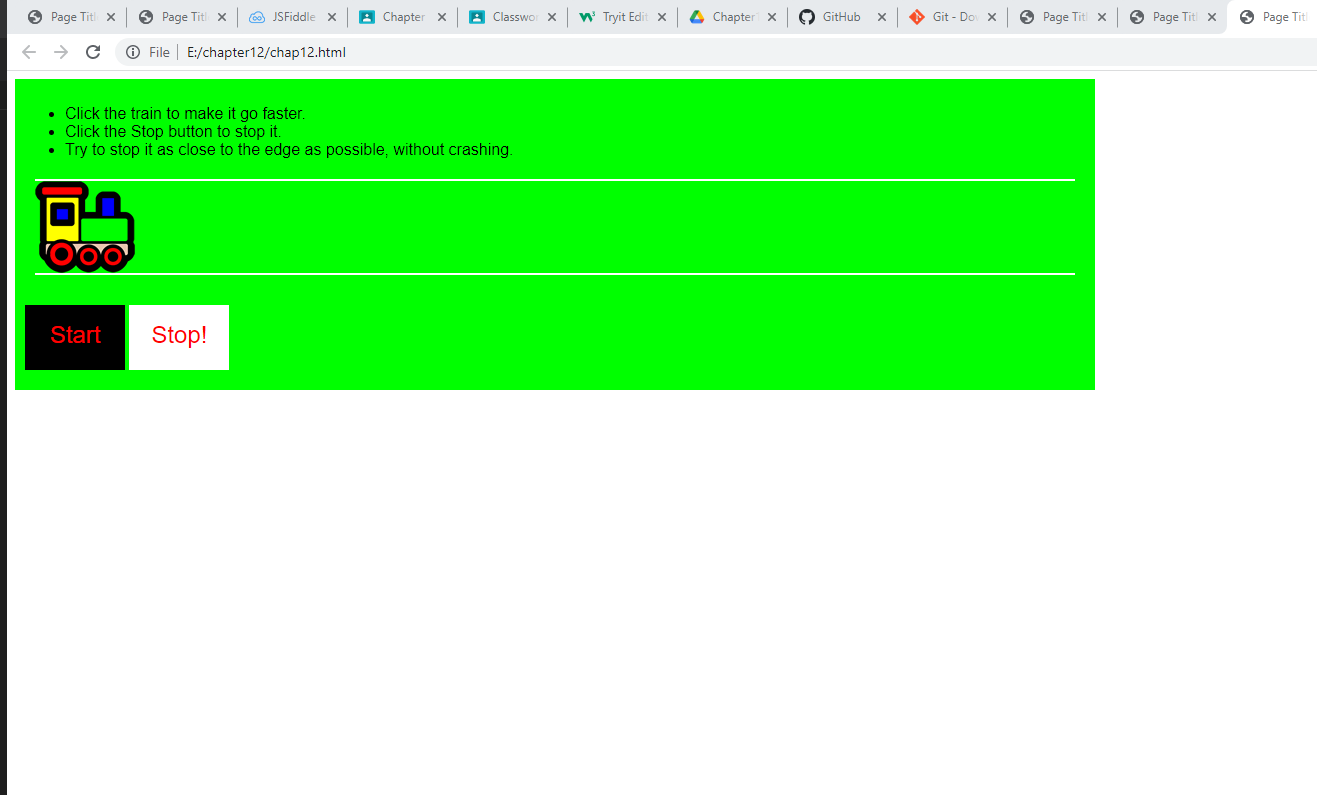 Page Titl
Page Titl
JSFiddle
Chapter
Classwor
Tryit Edit
Chapter
GitHub
Git - Dow
Page Titl
Page Titl
Page Titl
File
E:/chapter12/chap12.html
Click the train to make it go faster.
Click the Stop button to stop it.
Try to stop it as close to the edge as possible, without crashing.
Start
Stop!